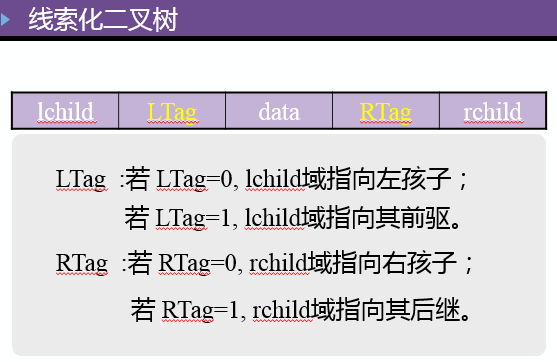 线索化二叉树
lchild LTag data RTag rchild
LTag :若 LTag=0, lchild域指向左孩子；
若 LTag=1, lchild域指向其前驱。
RTag :若 RTag=0, rchild域指向右孩子；
若 RTag=1, rchild域指向其后继。